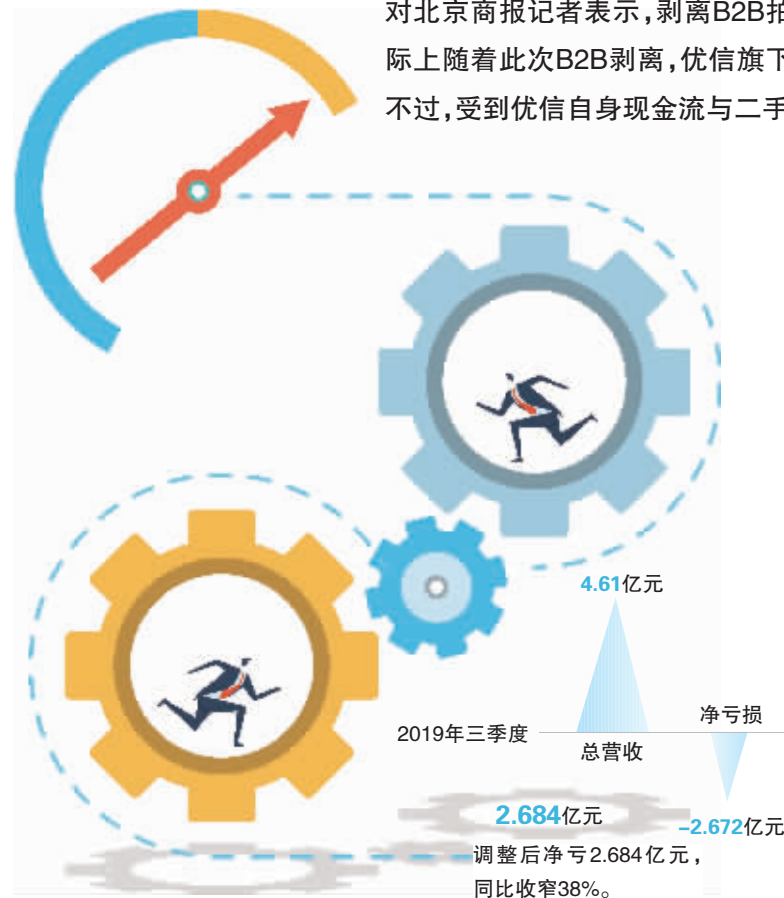 对北京商报记者表示,剥离B2B拍
际上随着此次B2B剥离,优信旗下
不过,受到优信自身现金流与二手
4.61亿元
2019年三季度
总营收
净亏损
2.684亿元
-2.672亿元
调整后净亏2.684亿元,
同比收窄38%。